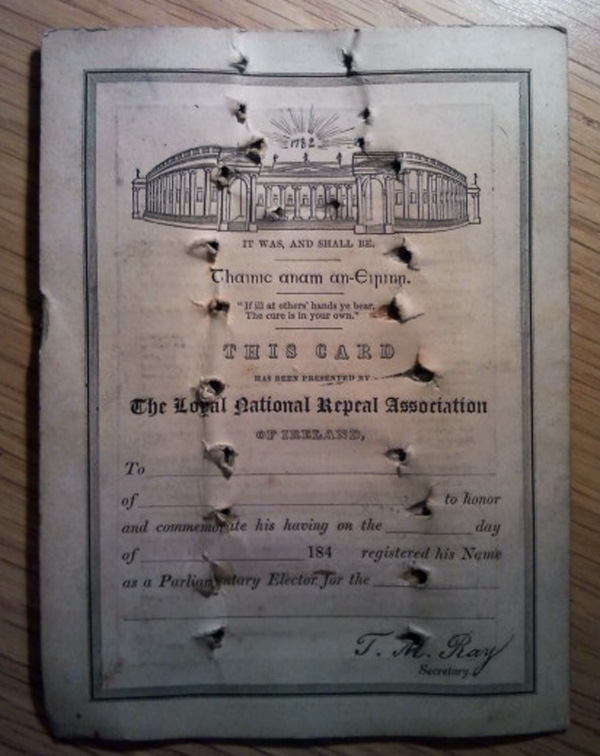 1782
IT WAS, AND SHALL BE.
Thainic anam an-Eirinn.
"If ill at others' hands ye bear,
The cure is in your own."
THIS CARD
HAS BEEN PRESENTED BY
The Loyal National Repeal Association
OF IRELAND,
To
of to honor
and commemorate his having on the day
of 184 registered his Name
as a Parliamentary Elector for the
T. M. Ray
Secretary.